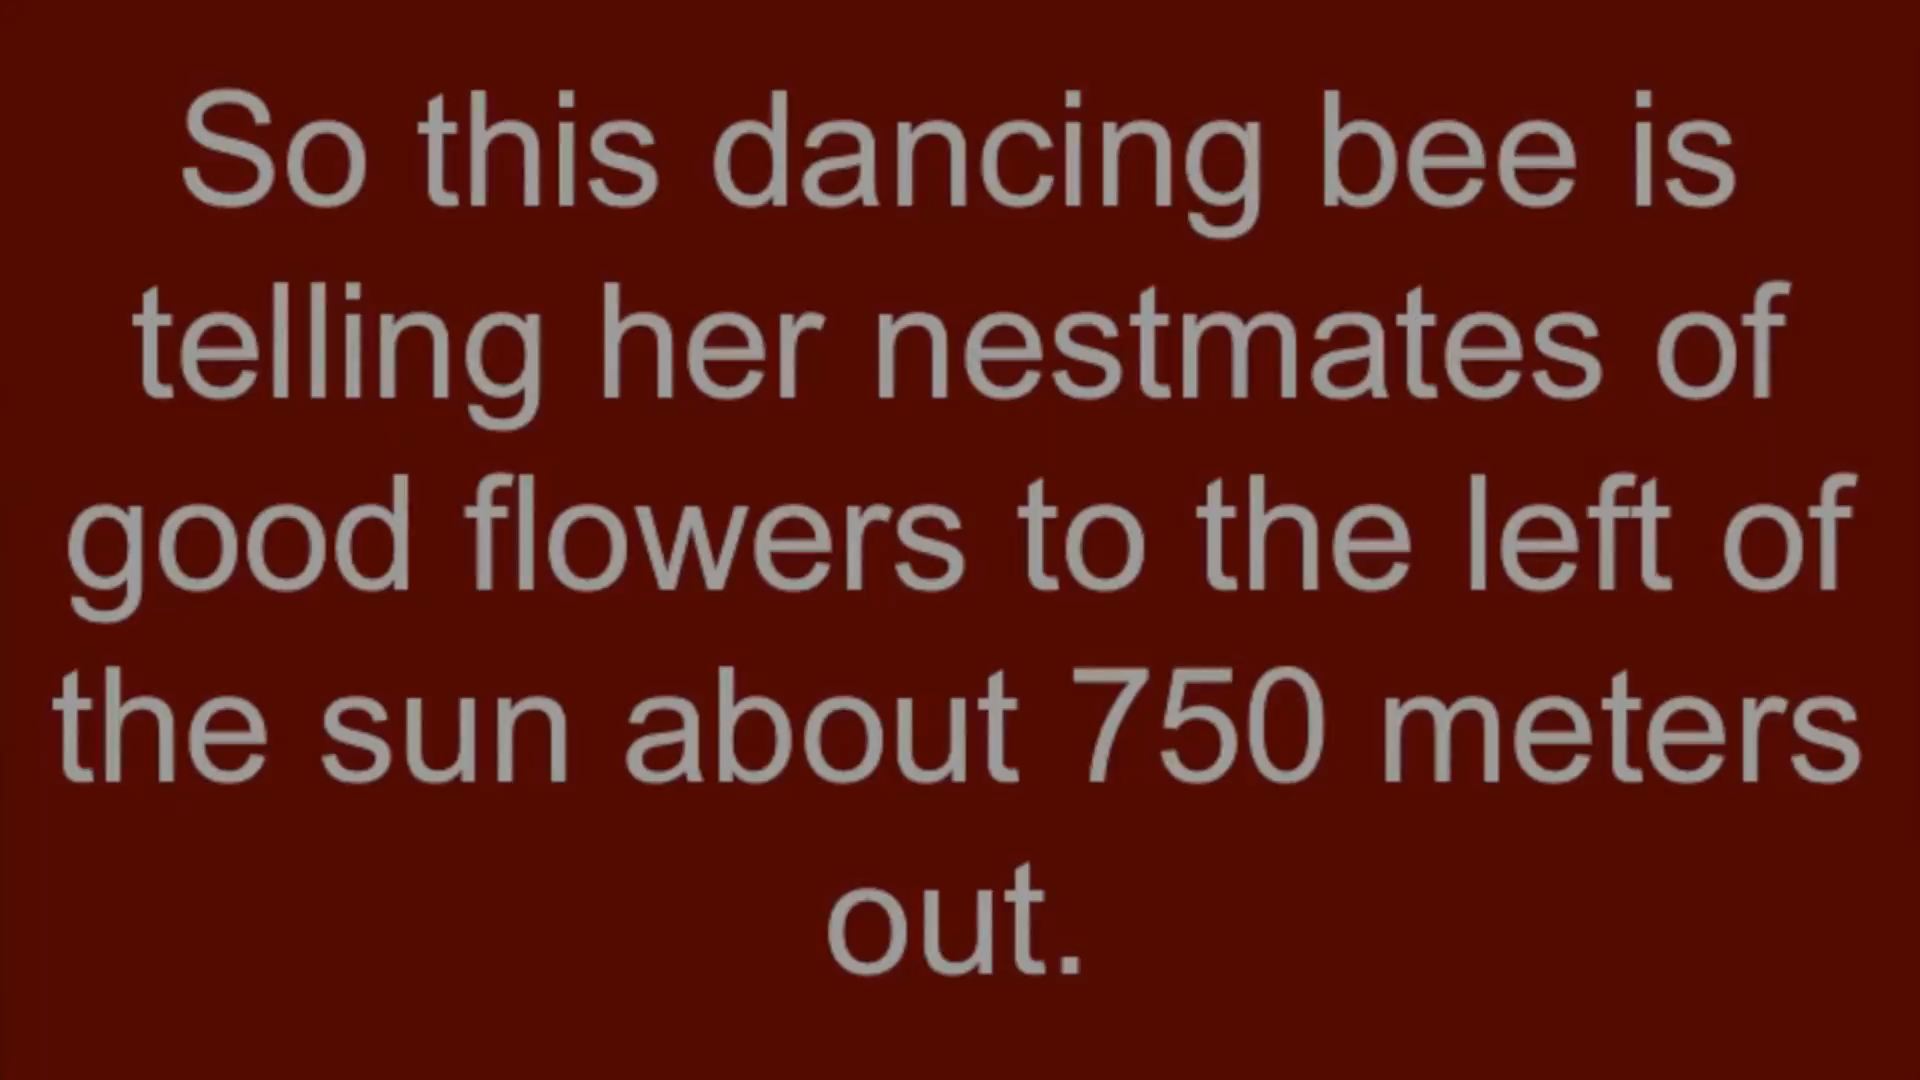 So this dancing bee is
telling her nestmates of
good flowers to the left of
the sun about 750 meters
out.